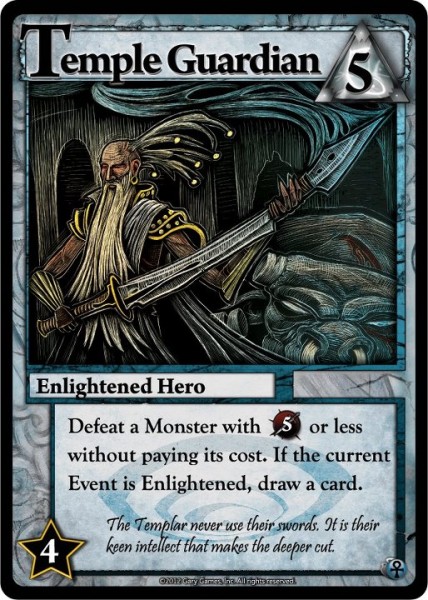 Temple Guardian 5
Enlightened Hero
Defeat a Monster with 5 or less
without paying its cost. If the current
Event is Enlightened, draw a card.
The Templar never use their swords. It is their
keen intellect that makes the deeper cut.
4
©2012 Gary Games, Inc. All rights reserved.